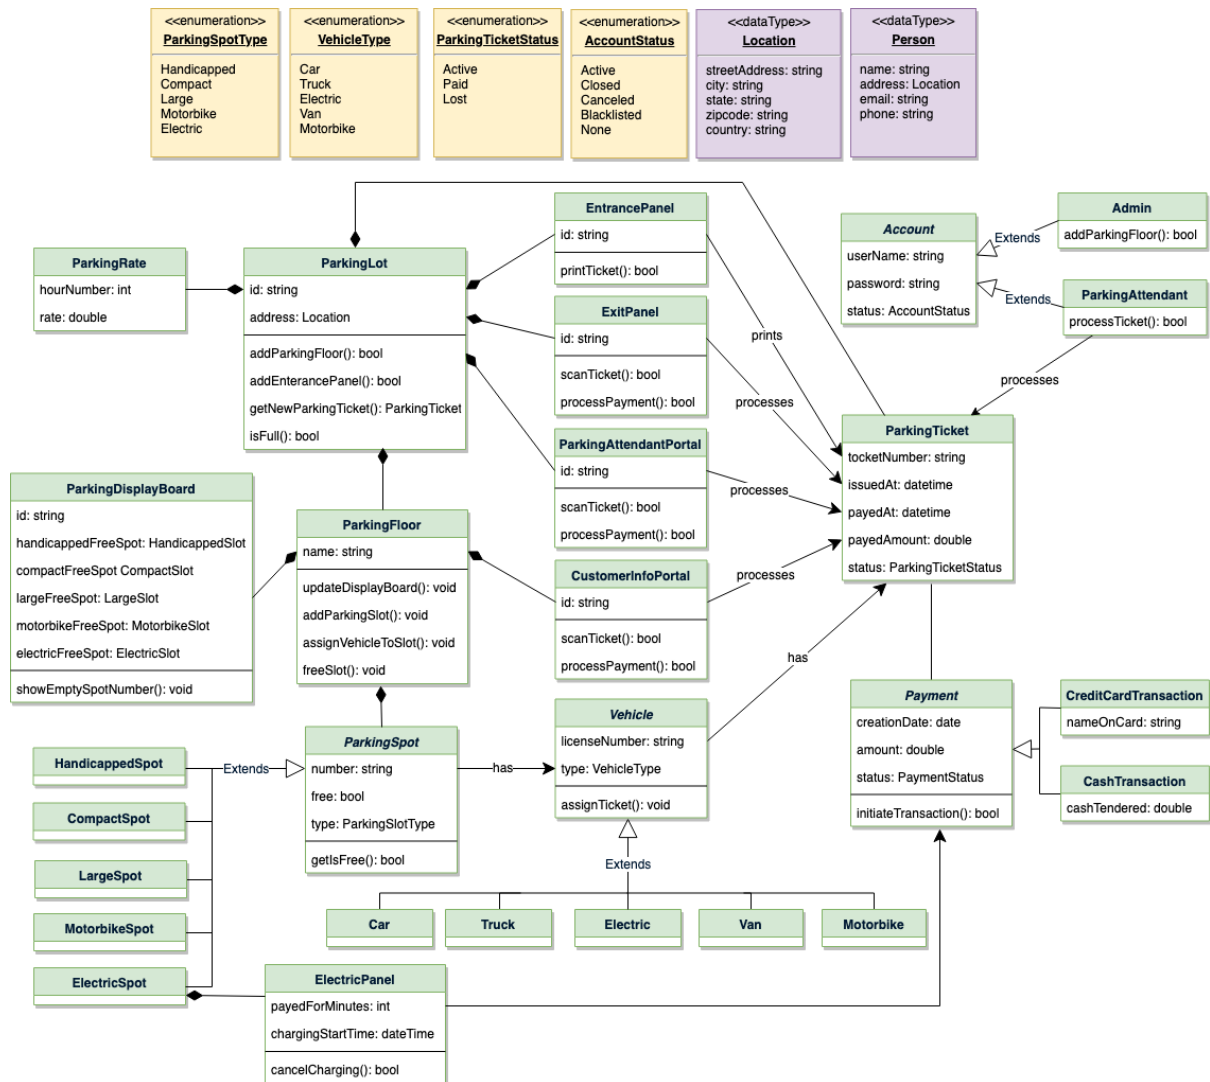 <<enumeration>>
ParkingSpotType
Handicapped
Compact
Large
Motorbike
Electric
<<enumeration>>
VehicleType
Car
Truck
Electric
Van
Motorbike
<<enumeration>>
ParkingTicketStatus
Active
Paid
Lost
<<enumeration>>
AccountStatus
Active
Closed
Canceled
Blacklisted
None
<<dataType>>
Location
streetAddress: string
city: string
state: string
zipcode: string
country: string
<<dataType>>
Person
name: string
address: Location
email: string
phone: string
ParkingRate
hourNumber: int
rate: double
ParkingLot
id: string
address: Location
addParkingFloor(): bool
addEnterancePanel(): bool
getNewParkingTicket(): ParkingTicket
isFull(): bool
EntrancePanel
id: string
printTicket(): bool
ExitPanel
id: string
scanTicket(): bool
processPayment(): bool
ParkingAttendantPortal
id: string
scanTicket(): bool
processPayment(): bool
CustomerInfoPortal
id: string
scanTicket(): bool
processPayment(): bool
prints
processes
processes
processes
has
Account
userName: string
password: string
status: AccountStatus
Extends
Extends
Admin
addParkingFloor(): bool
ParkingAttendant
processTicket(): bool
processes
ParkingTicket
tocketNumber: string
issuedAt: datetime
payedAt: datetime
payedAmount: double
status: ParkingTicketStatus
ParkingDisplayBoard
id: string
handicappedFreeSpot: HandicappedSlot
compactFreeSpot CompactSlot
largeFreeSpot: LargeSlot
motorbikeFreeSpot: MotorbikeSlot
electricFreeSpot: ElectricSlot
showEmptySpotNumber(): void
ParkingFloor
name: string
updateDisplayBoard(): void
addParkingSlot(): void
assignVehicleToSlot(): void
freeSlot(): void
ParkingSpot
number: string
free: bool
type: ParkingSlotType
getIsFree(): bool
has
Vehicle
licenseNumber: string
type: VehicleType
assignTicket(): void
Extends
Car
Truck
Electric
Van
Motorbike
Payment
creationDate: date
amount: double
status: PaymentStatus
initiateTransaction(): bool
CreditCardTransaction
nameOnCard: string
CashTransaction
cashTendered: double
HandicappedSpot
Extends
CompactSpot
LargeSpot
MotorbikeSpot
ElectricSpot
ElectricPanel
payedForMinutes: int
chargingStartTime: dateTime
cancelCharging(): bool